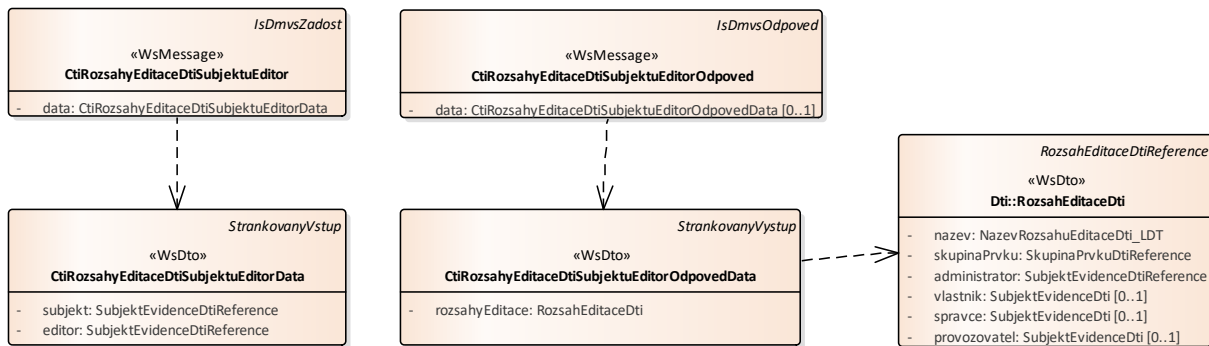 IsDmvsZadost
«WsMessage»
CtiRozsahyEditaceDtiSubjektuEditor
- data: CtiRozsahyEditaceDtiSubjektuEditorData
IsDmvsOdpoved
«WsMessage»
CtiRozsahyEditaceDtiSubjektuEditorOdpoved
- data: CtiRozsahyEditaceDtiSubjektuEditorOdpovedData [0..1]
StrankovanyVstup
«WsDto»
CtiRozsahyEditaceDtiSubjektuEditorData
- subjekt: SubjektEvidenceDtiReference
- editor: SubjektEvidenceDtiReference
StrankovanyVystup
«WsDto»
CtiRozsahyEditaceDtiSubjektuEditorOdpovedData
- rozsahyEditace: RozsahEditaceDti
RozsahEditaceDtiReference
«WsDto»
Dti::RozsahEditaceDti
- nazev: NazevRozsahuEditaceDti_LDT
- skupinaPrvku: SkupinaPrvkuDtiReference
- administrator: SubjektEvidenceDtiReference
- vlastnik: SubjektEvidenceDti [0..1]
- spravce: SubjektEvidenceDti [0..1]
- provozovatel: SubjektEvidenceDti [0..1]